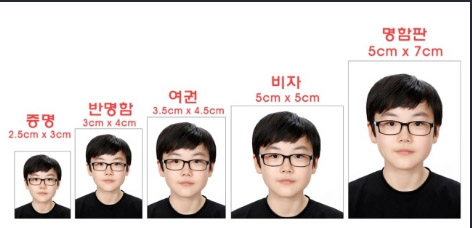 증명
2.5cm x 3cm
반명함
3cm x 4cm
여권
3.5cm x 4.5cm
비자
5cm x 5cm
명함판
5cm x 7cm